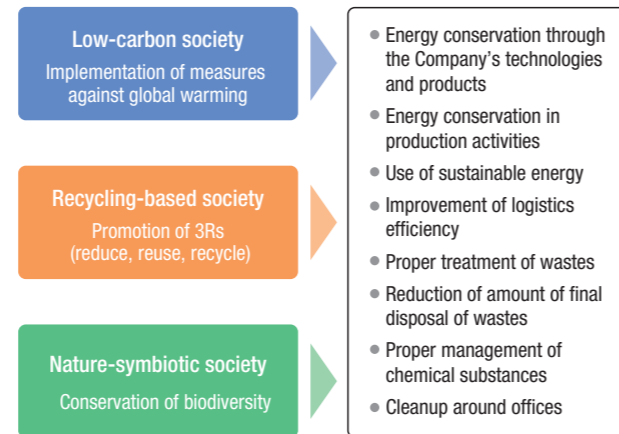 Low-carbon society
Implementation of measures
against global warming
Recycling-based society
Promotion of 3Rs
(reduce, reuse, recycle)
Nature-symbiotic society
Conservation of biodiversity
● Energy conservation through
the Company’s technologies
and products
● Energy conservation in
production activities
● Use of sustainable energy
● Improvement of logistics
efficiency
● Proper treatment of wastes
● Reduction of amount of final
disposal of wastes
● Proper management of
chemical substances
● Cleanup around offices